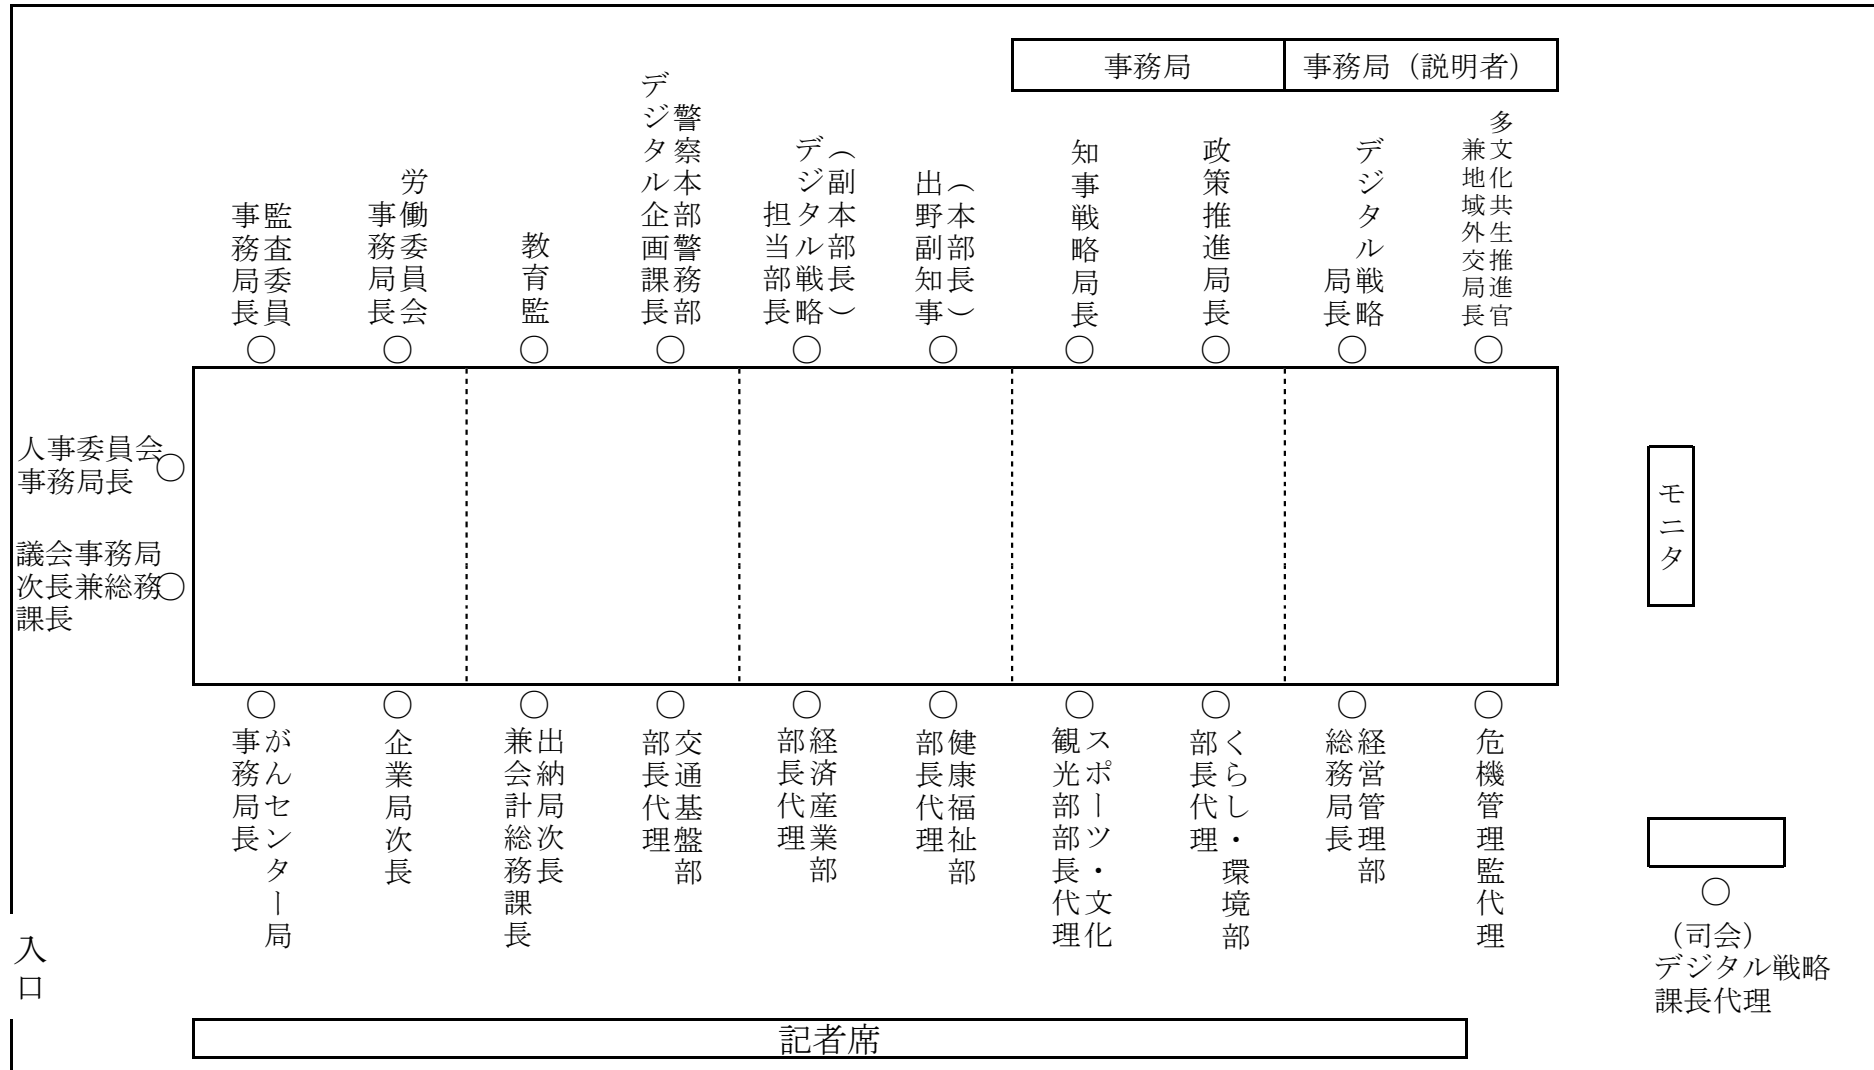 事務局
事務局（説明者）
監査委員
事務局長
労働委員会
事務局長
教育監
警察本部警務部
デジタル企画課長
（副本部長）
デジタル戦略
担当部長
（本部長）
出野副知事
知事戦略局長
政策推進局長
デジタル戦略
局長
多文化共生推進官
兼地域外交局長
○
○
○
○
○
○
○
○
○
○
人事委員会
事務局長
○
議会事務局
次長兼総務
課長
○
モニタ
○
○
○
○
○
○
○
○
○
○
がんセンター局
事務局長
企業局次長
出納局次長
兼会計総務課長
交通基盤部
部長代理
経済産業部
部長代理
健康福祉部
部長代理
スポーツ・文化
観光部部長代理
くらし・環境部
部長代理
経営管理部
総務局長
危機管理監代理
○
（司会）
デジタル戦略
課長代理
入口
記者席